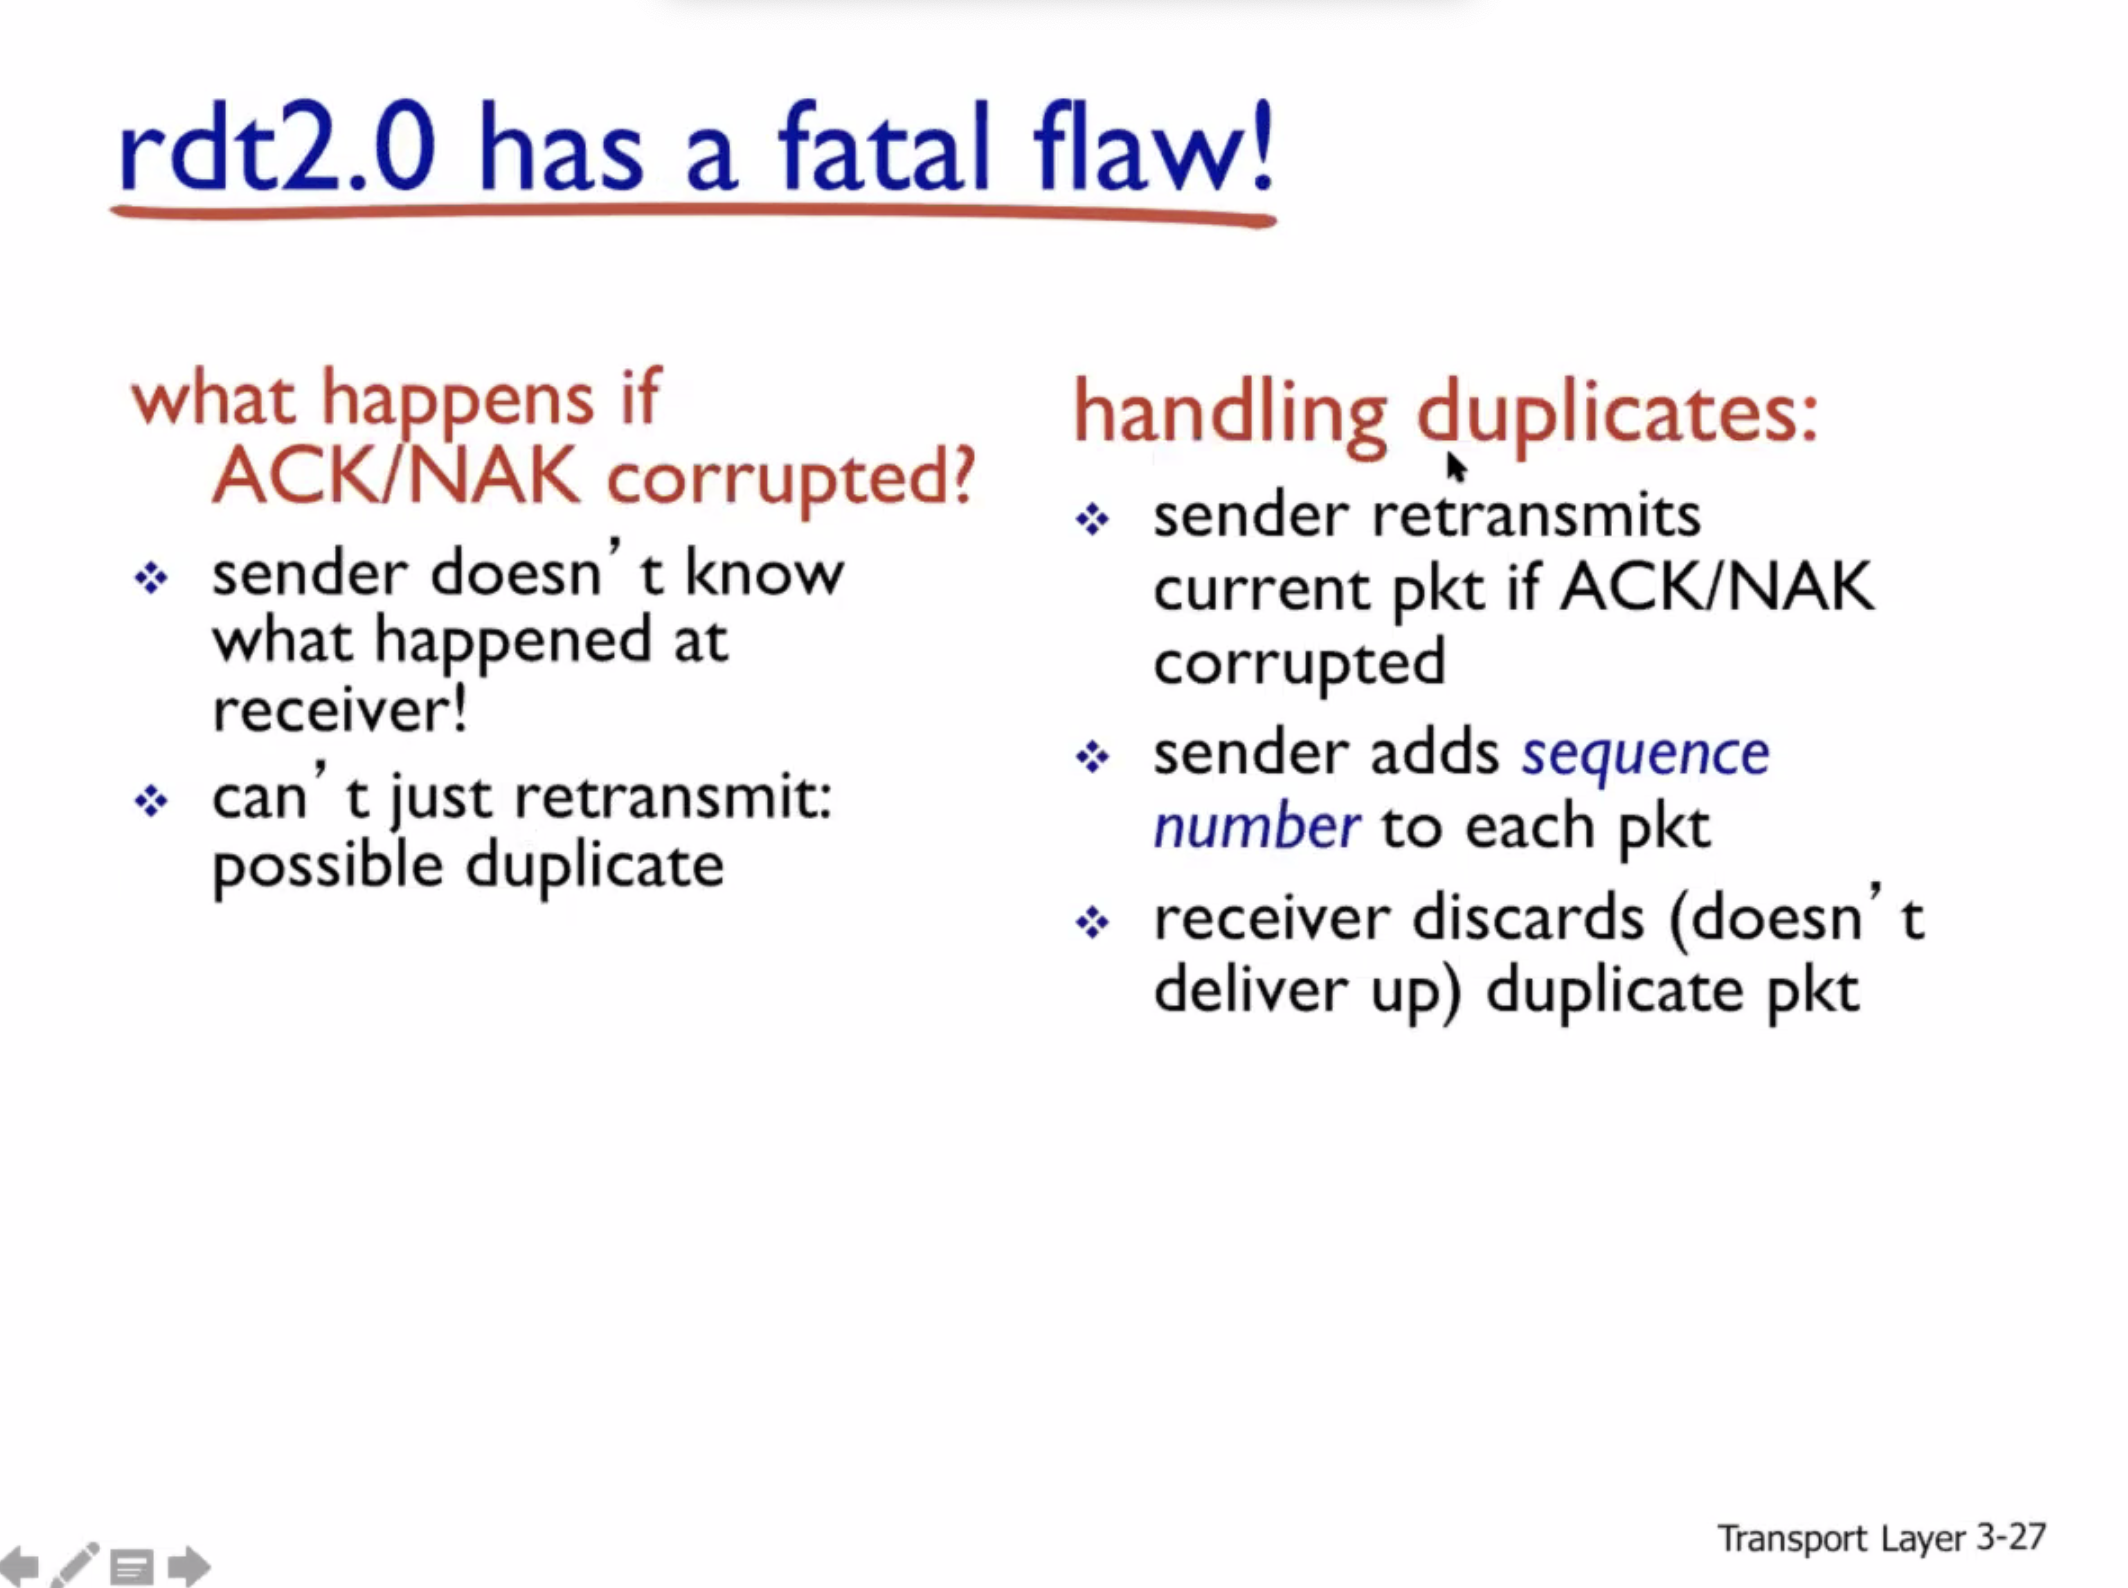 rdt2.0 has a fatal flaw!
what happens if
ACK/NAK corrupted?
sender doesn’t know
what happened at
receiver!
can’t just retransmit:
possible duplicate
handling duplicates:
sender retransmits
current pkt if ACK/NAK
corrupted
sender adds sequence
number to each pkt
receiver discards (doesn’t
deliver up) duplicate pkt
Transport Layer 3-27